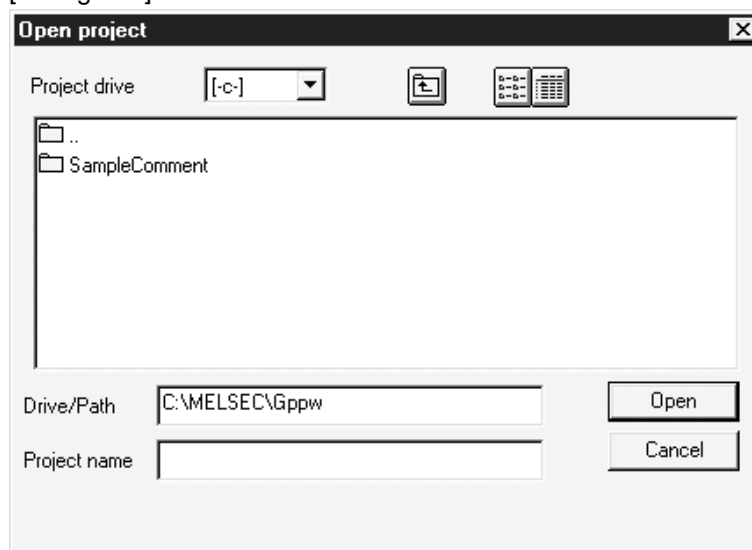 Open project
Project drive [-c-]
..
SampleComment
Drive/Path C:\MELSEC\Gppw Open
Project name Cancel